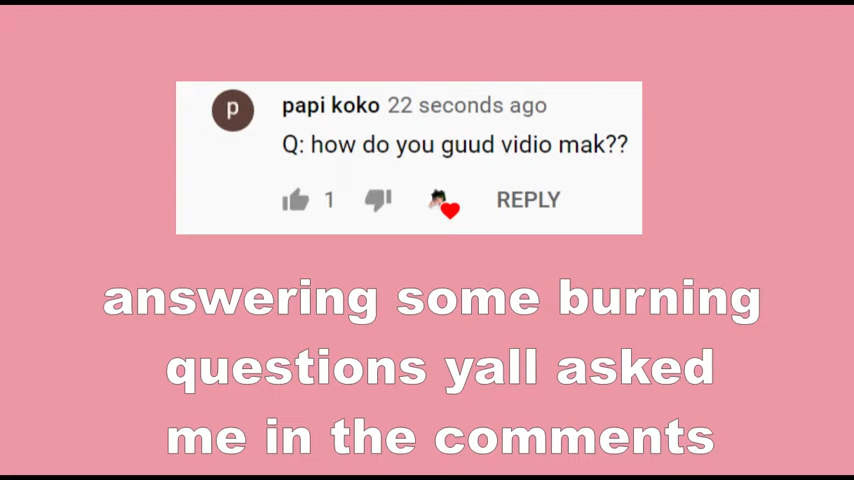 p
papi koko 22 seconds ago
Q: how do you guud vidio mak??
1 REPLY
answering some burning
questions yall asked
me in the comments